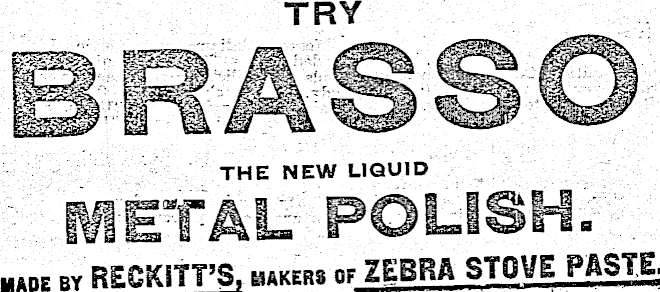 TRY
BRASSO
THE NEW LIQUID
METAL POLISH.
MADE BY RECKITT'S, MAKERS OF ZEBRA STOVE PASTE.